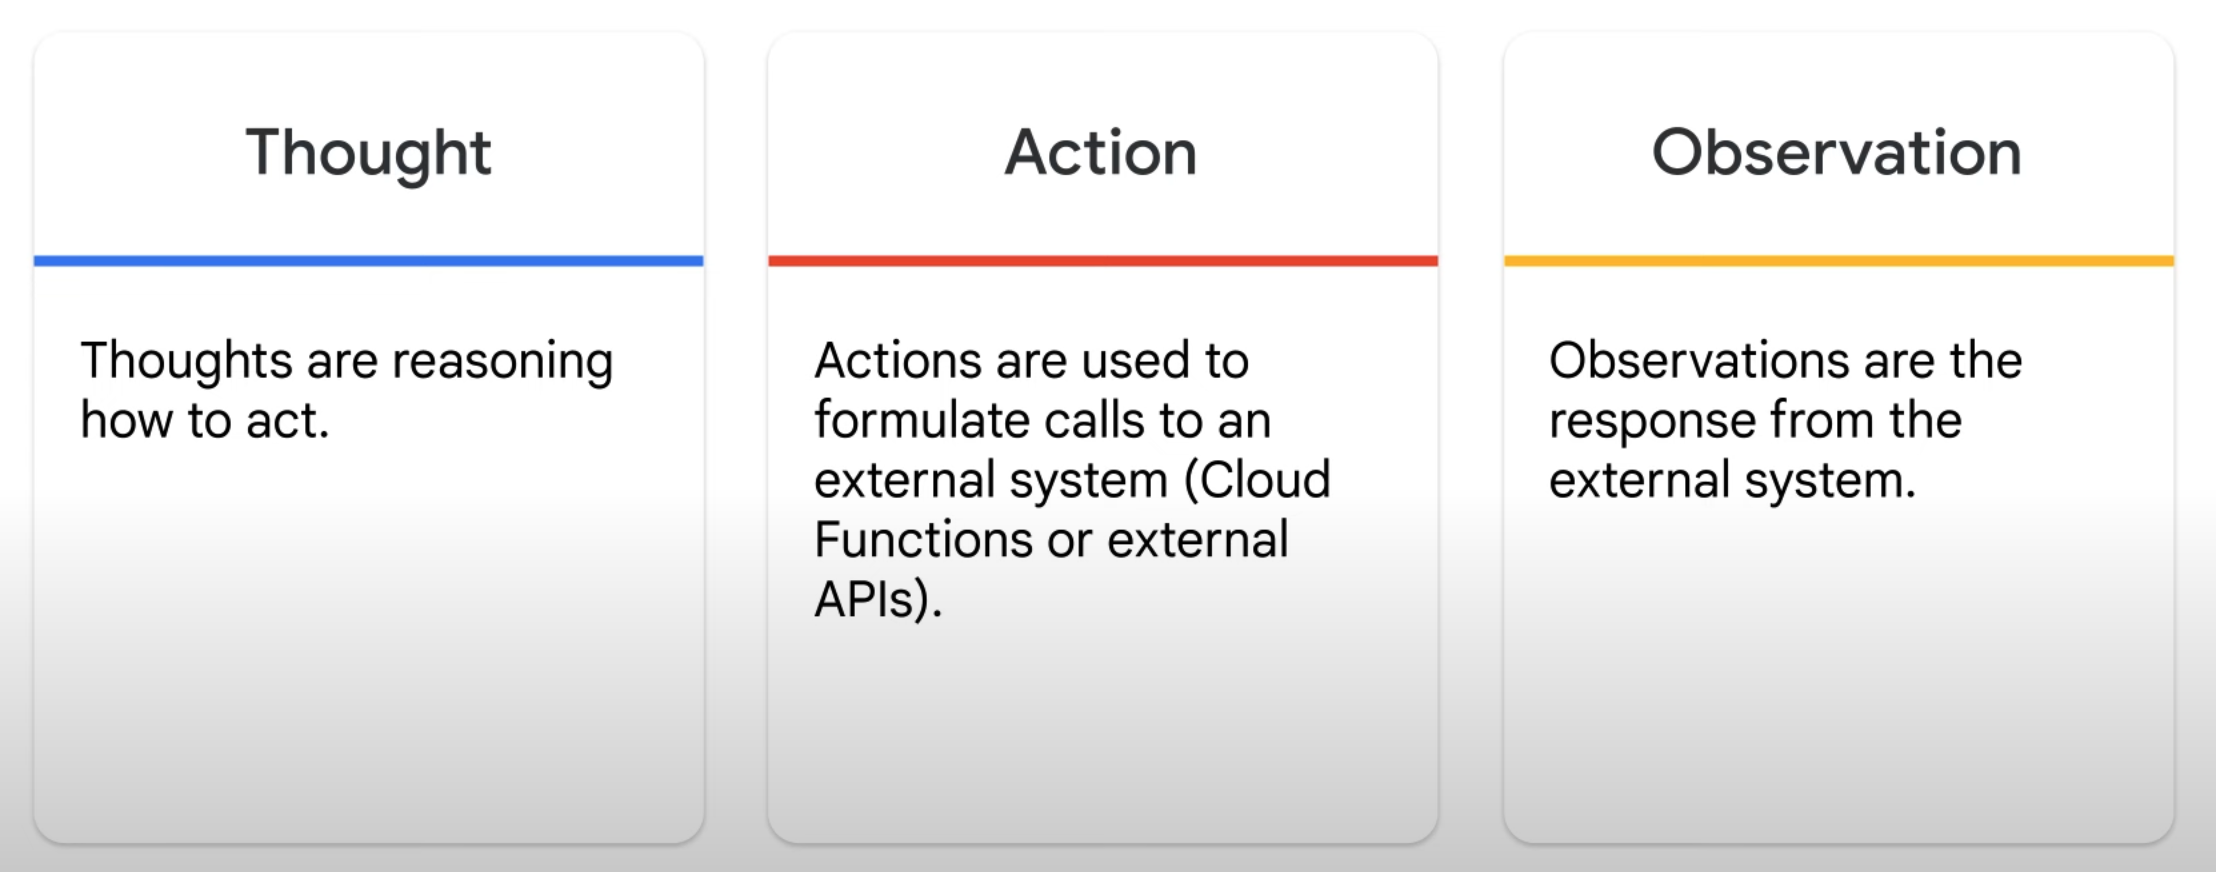 Thought
Thoughts are reasoning
how to act.
Action
Actions are used to
formulate calls to an
external system (Cloud
Functions or external
APIs).
Observation
Observations are the
response from the
external system.